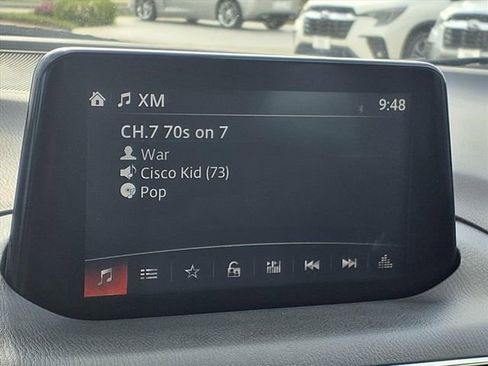 XM
9:48
CH.7 70s on 7
War
Cisco Kid (73)
Pop